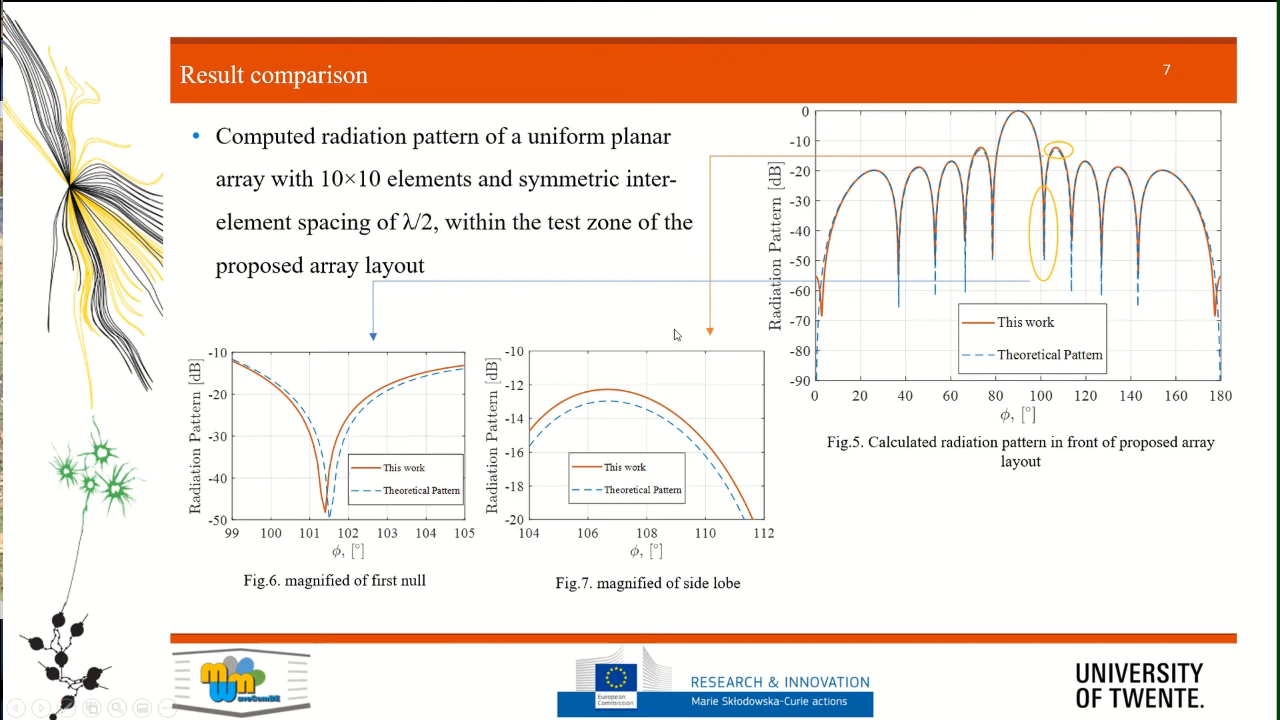 Result comparison
7
• Computed radiation pattern of a uniform planar
array with 10×10 elements and symmetric inter-
element spacing of λ/2, within the test zone of the
proposed array layout
0
-10
-20
-30
-40
-50
-60
-70
-80
-90
Radiation Pattern [dB]
This work
Theoretical Pattern
0 20 40 60 80 100 120 140 160 180
ϕ, [°]
Fig.5. Calculated radiation pattern in front of proposed array
layout
-10
-20
-30
-40
-50
Radiation Pattern [dB]
This work
Theoretical Pattern
99 100 101 102 103 104 105
ϕ, [°]
Fig.6. magnified of first null
-10
-12
-14
-16
-18
-20
Radiation Pattern [dB]
This work
Theoretical Pattern
104 106 108 110 112
ϕ, [°]
Fig.7. magnified of side lobe
European
Commission
RESEARCH & INNOVATION
Marie Skłodowska-Curie actions
UNIVERSITY
OF TWENTE.